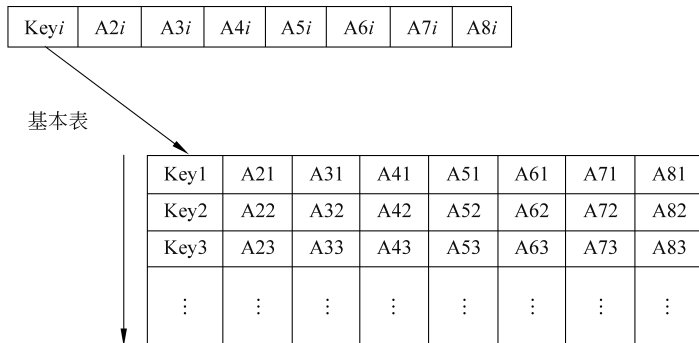 Keyi A2i A3i A4i A5i A6i A7i A8i
基本表
Key1 A21 A31 A41 A51 A61 A71 A81
Key2 A22 A32 A42 A52 A62 A72 A82
Key3 A23 A33 A43 A53 A63 A73 A83
⋮ ⋮ ⋮ ⋮ ⋮ ⋮ ⋮ ⋮